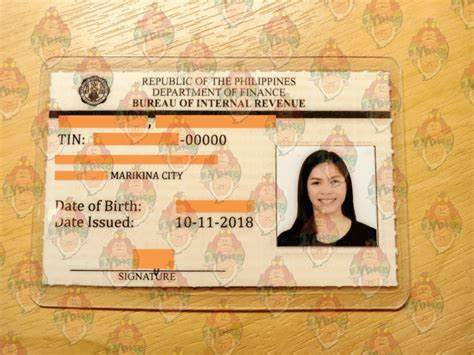 REPUBLIC OF THE PHILIPPINES
DEPARTMENT OF FINANCE
BUREAU OF INTERNAL REVENUE
,
TIN: -00000
MARIKINA CITY
Date of Birth:
Date Issued: 10-11-2018
SIGNATURE